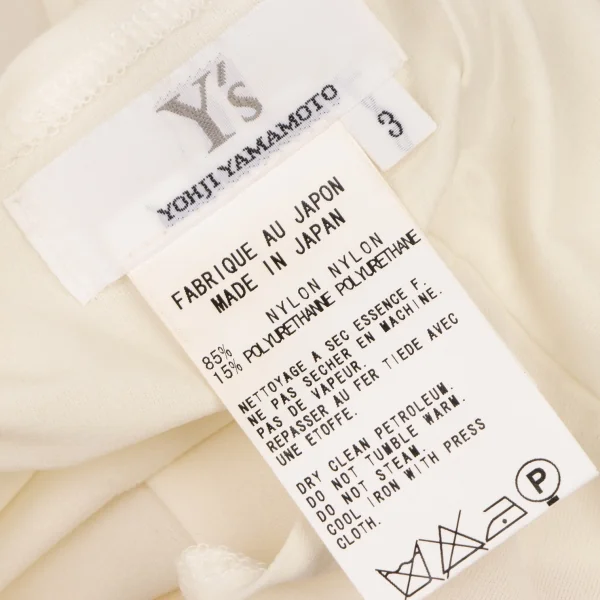 Y's
YOHJI YAMAMOTO
3
FABRIQUE AU JAPON
MADE IN JAPAN
NYLON NYLON
85% POLYURETHANNE POLYURETHANE
15%
NETTOYAGE A SEC ESSENCE F.
NE PAS SECHER EN MACHINE.
PAS DE VAPEUR.
REPASSER AU FER TIEDE AVEC
UNE ETOFFE.
DRY CLEAN PETROLEUM.
DO NOT TUMBLE WARM.
DO NOT STEAM.
COOL IRON WITH PRESS
CLOTH.
P